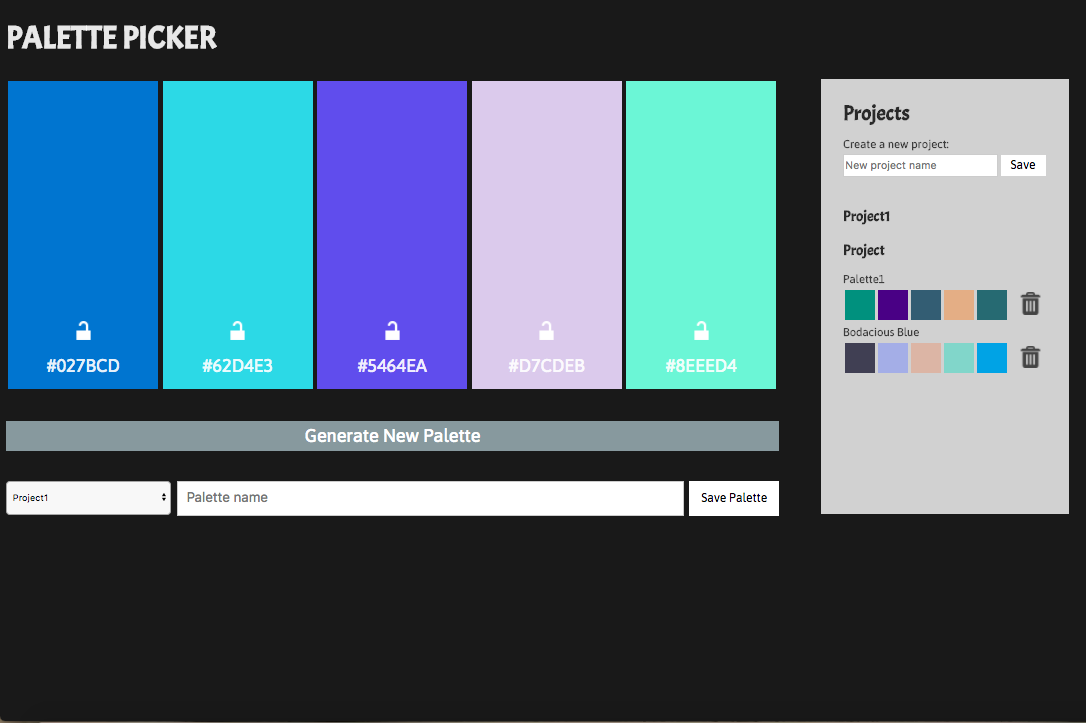 PALETTE PICKER
#027BCD
#62D4E3
#5464EA
#D7CDEB
#8EEED4
Generate New Palette
Project1
Palette name
Save Palette
Projects
Create a new project:
New project name
Save
Project1
Project
Palette1
Bodacious Blue